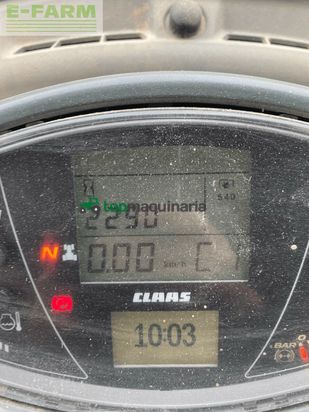 E-FARM
540
topmaquinaria
2290
N
0.00 km/h C
CLAAS
10:03
BAR